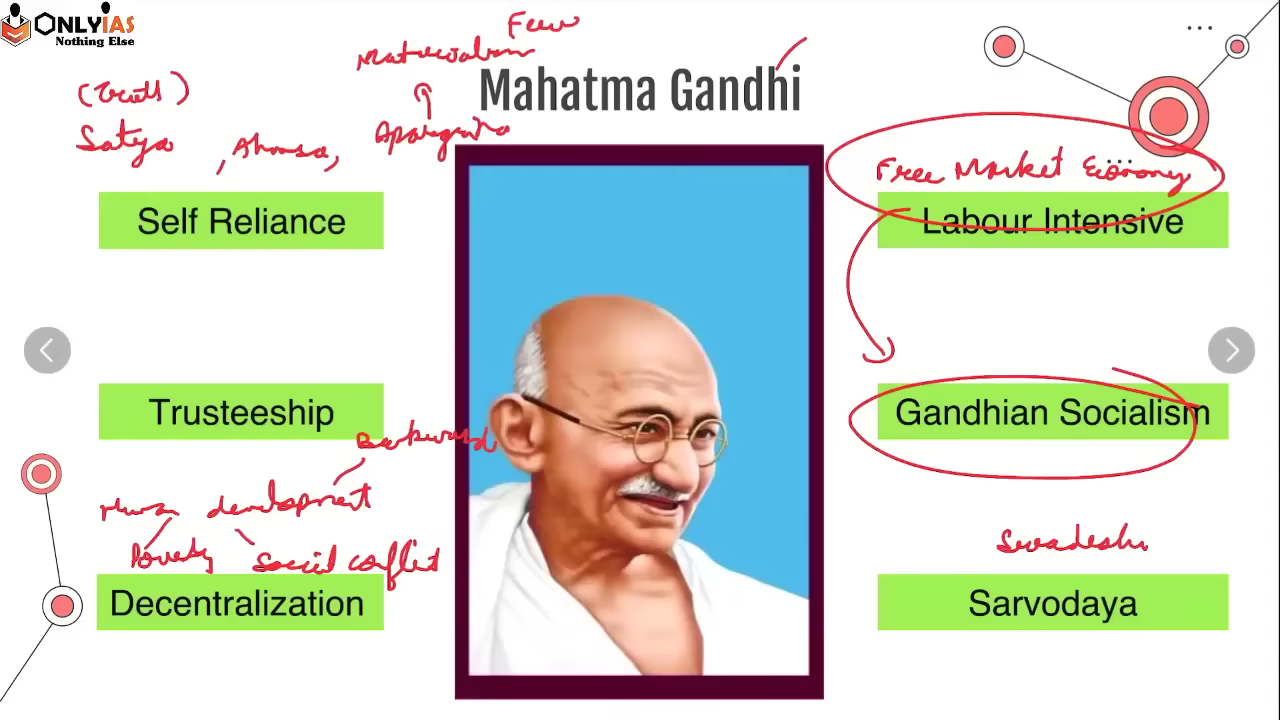 ONLYIAS
Nothing Else
Few
Materialism
Mahatma Gandhi
(Truth)
Satya, Ahimsa, Aparigraha
Free Market Economy
Self Reliance
Labour Intensive
Trusteeship
Gandhian Socialism
Backward
Human development
Poverty
Social conflict
Swadeshi
Decentralization
Sarvodaya